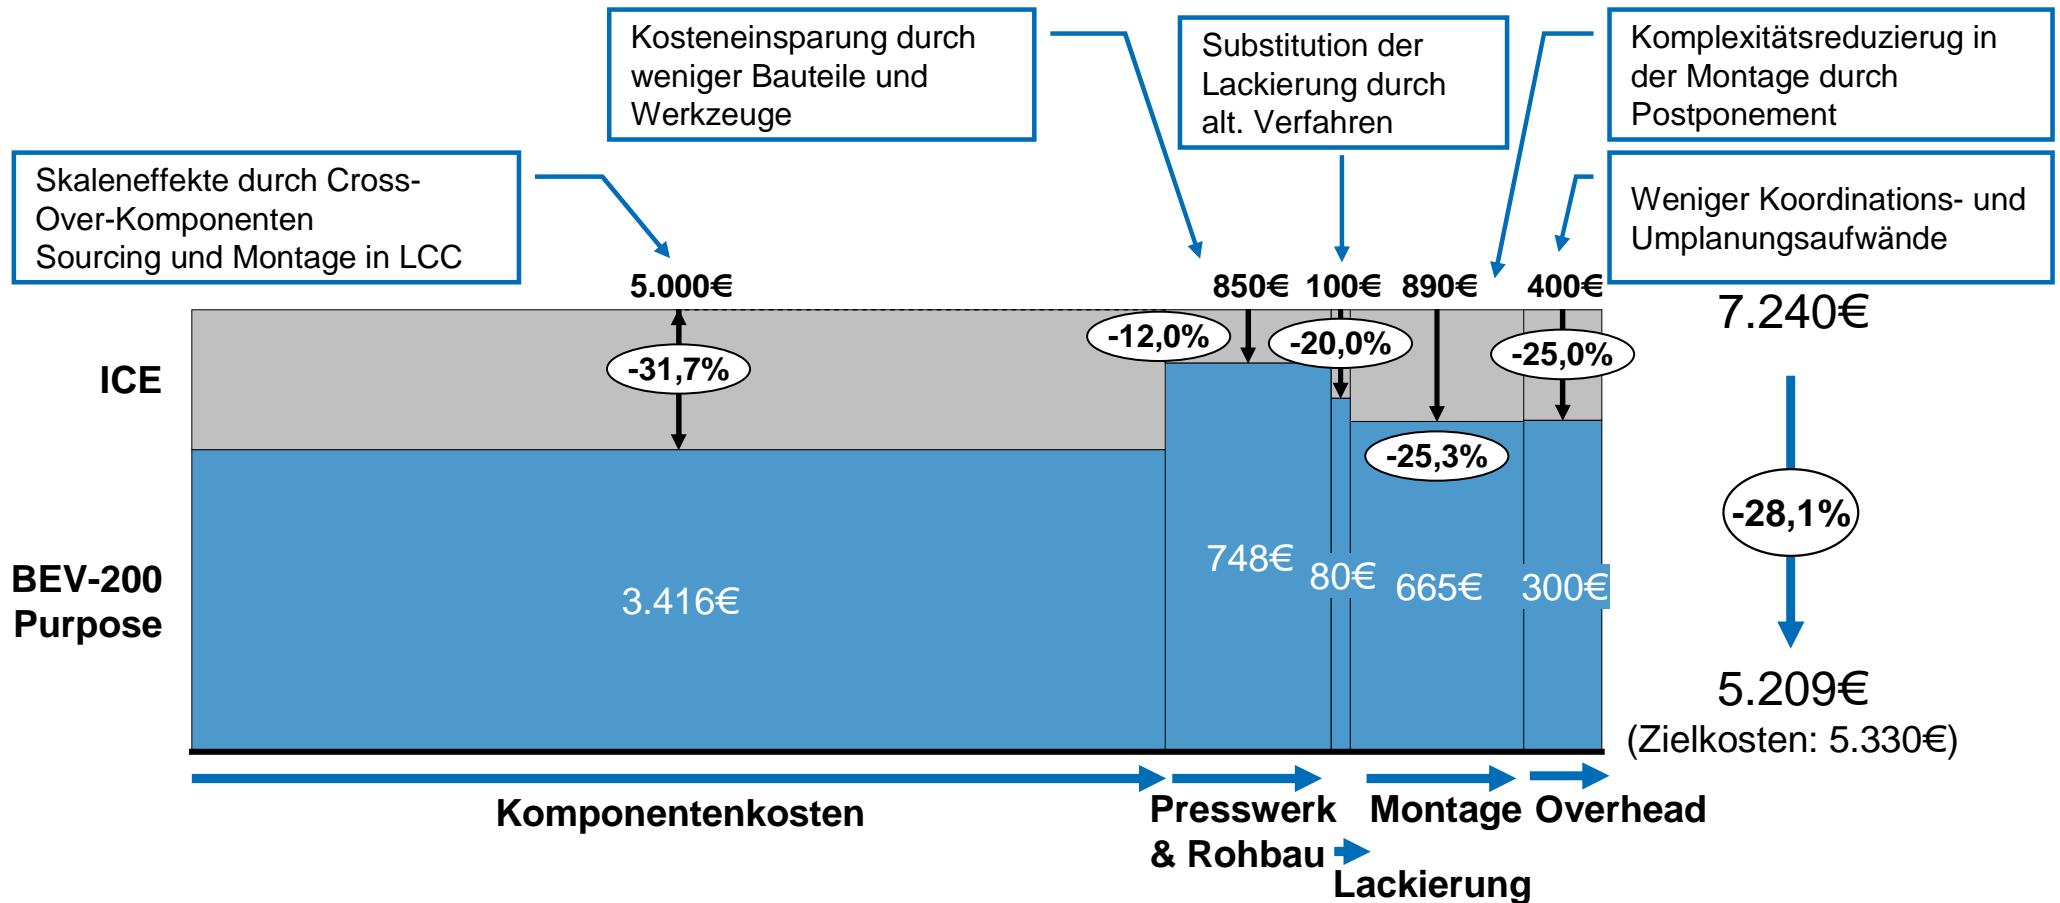 Kosteneinsparung durch
weniger Bauteile und
Werkzeuge
Substitution der
Lackierung durch
alt. Verfahren
Komplexitätsreduzierug in
der Montage durch
Postponement
Skaleneffekte durch Cross-
Over-Komponenten
Sourcing und Montage in LCC
Weniger Koordinations- und
Umplanungsaufwände
5.000€
850€
100€
890€
400€
7.240€
-31,7%
-12,0%
-20,0%
-25,3%
-25,0%
-28,1%
ICE
BEV-200
Purpose
3.416€
748€
80€
665€
300€
5.209€
(Zielkosten: 5.330€)
Komponentenkosten
Presswerk
& Rohbau
Lackierung
Montage
Overhead